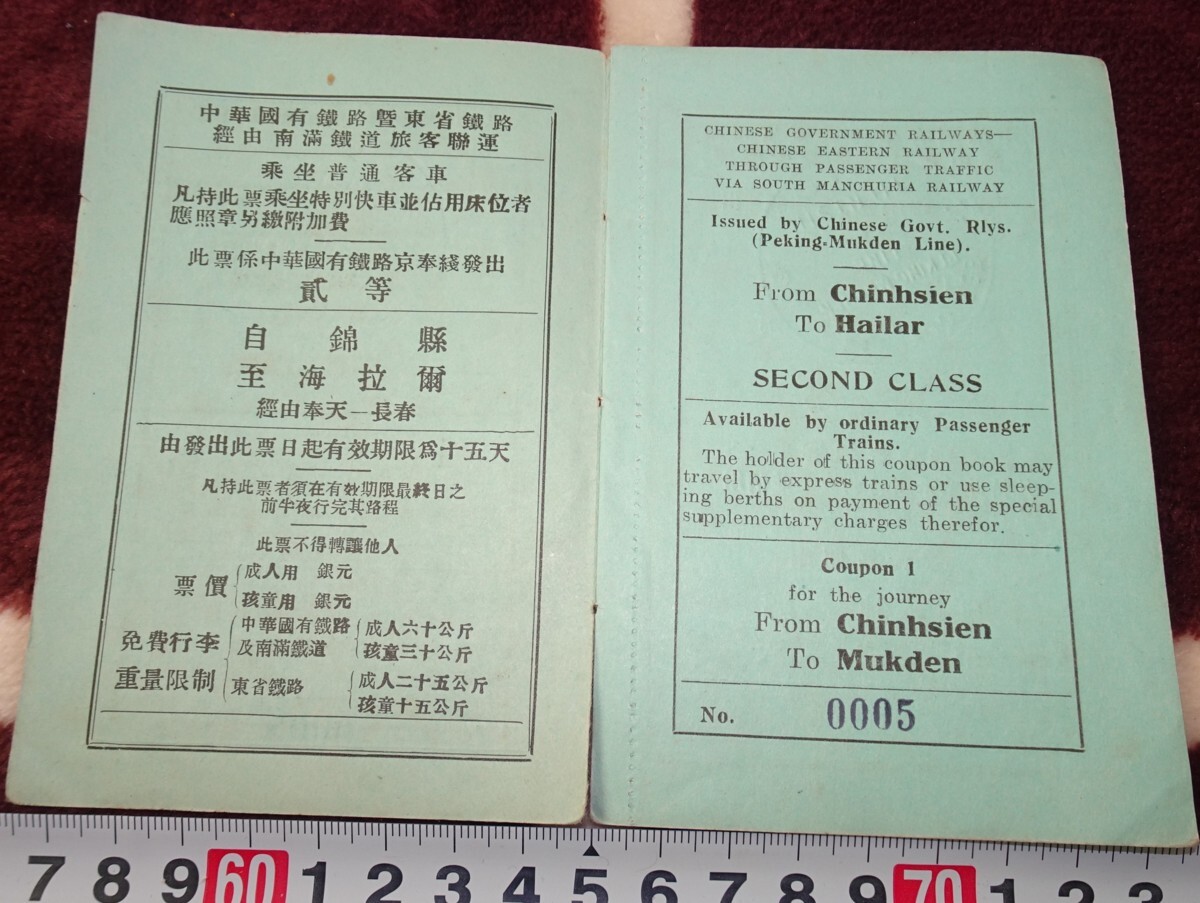 中華國有鐵路暨東省鐵路
經由南滿鐵道旅客聯運
乘坐普通客車
凡持此票乘坐特別快車並佔用床位者
應照章另繳附加費
此票係中華國有鐵路京奉綫發出
貳等
自錦縣
至海拉爾
經由奉天—長春
由發出此票日起有效期限爲十五天
凡持此票者須在有效期限最終日之
前半夜行完其路程
此票不得轉讓他人
票價
成人用 銀元
孩童用 銀元
免費行李
重量限制
中華國有鐵路
及南滿鐵道
成人六十公斤
孩童三十公斤
東省鐵路
成人二十五公斤
孩童十五公斤
CHINESE GOVERNMENT RAILWAYS—
CHINESE EASTERN RAILWAY
THROUGH PASSENGER TRAFFIC
VIA SOUTH MANCHURIA RAILWAY
Issued by Chinese Govt. Rlys.
(Peking-Mukden Line).
From Chinhsien
To Hailar
SECOND CLASS
Available by ordinary Passenger
Trains.
The holder of this coupon book may
travel by express trains or use sleep-
ing berths on payment of the special
supplementary charges therefor.
Coupon 1
for the journey
From Chinhsien
To Mukden
No. 0005
7 8 9 60 1 2 3 4 5 6 7 8 9 70 1 2 3